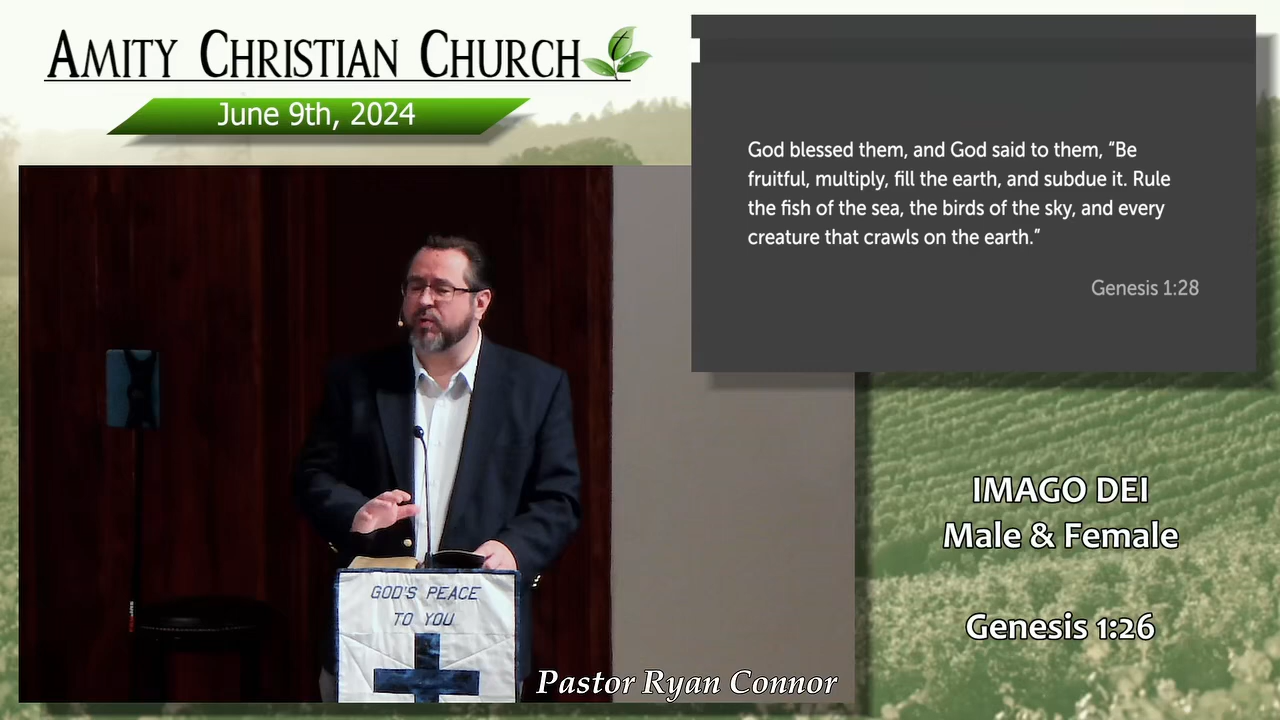 AMITY CHRISTIAN CHURCH
June 9th, 2024
God blessed them, and God said to them, “Be
fruitful, multiply, fill the earth, and subdue it. Rule
the fish of the sea, the birds of the sky, and every
creature that crawls on the earth.”
Genesis 1:28
IMAGO DEI
Male & Female
Genesis 1:26
GOD'S PEACE
TO YOU
Pastor Ryan Connor